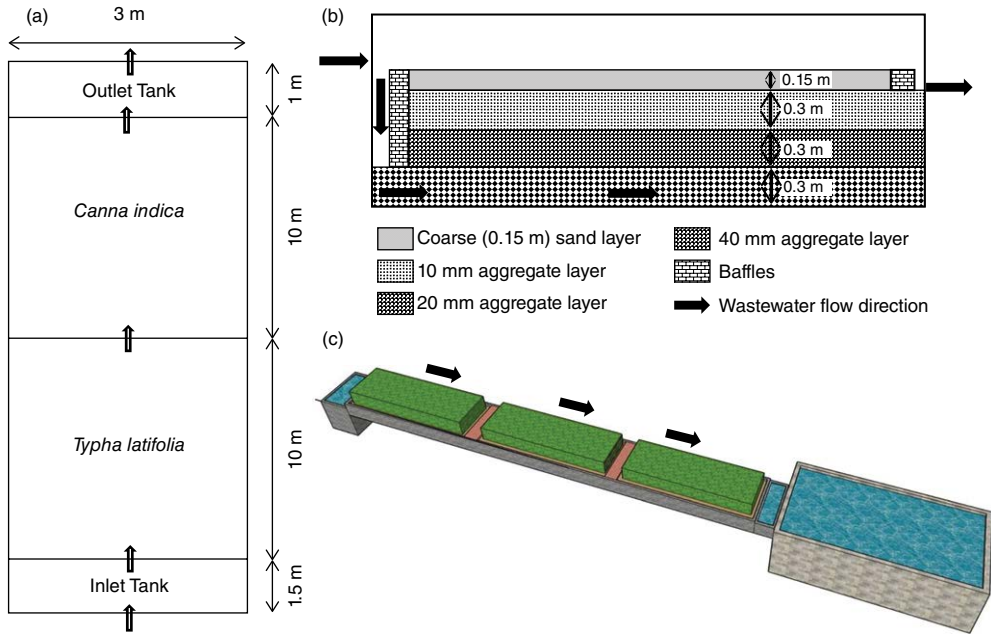 (a)
3 m
Outlet Tank
1 m
Canna indica
10 m
Typha latifolia
10 m
Inlet Tank
1.5 m
(b)
0.15 m
0.3 m
0.3 m
0.3 m
Coarse (0.15 m) sand layer
10 mm aggregate layer
20 mm aggregate layer
40 mm aggregate layer
Baffles
Wastewater flow direction
(c)